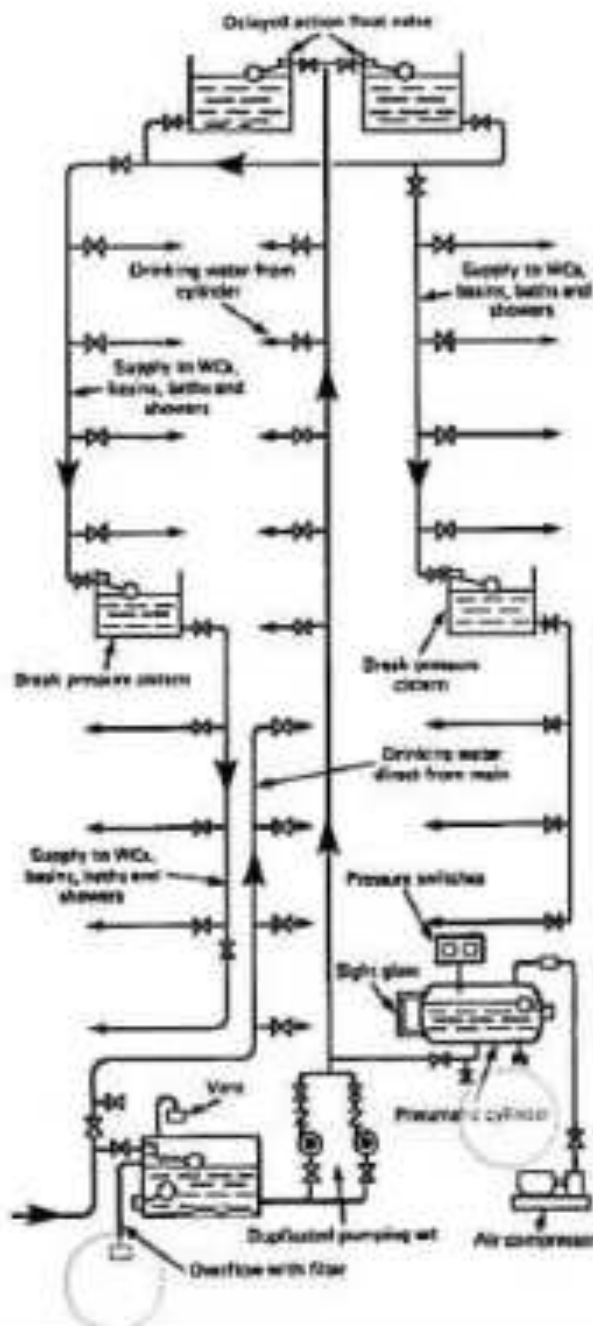 Delayed action float valve
Drinking water from
cylinder
Supply to WCs,
basins, baths and
showers
Supply to WCs,
basins, baths and
showers
Break pressure cistern
Break pressure
cistern
Drinking water
direct from main
Supply to WCs,
basins, baths and
showers
Pressure switches
Sight glass
Vent
Pneumatic cylinder
Duplicated pumping set
Air compressor
Overflow with filter